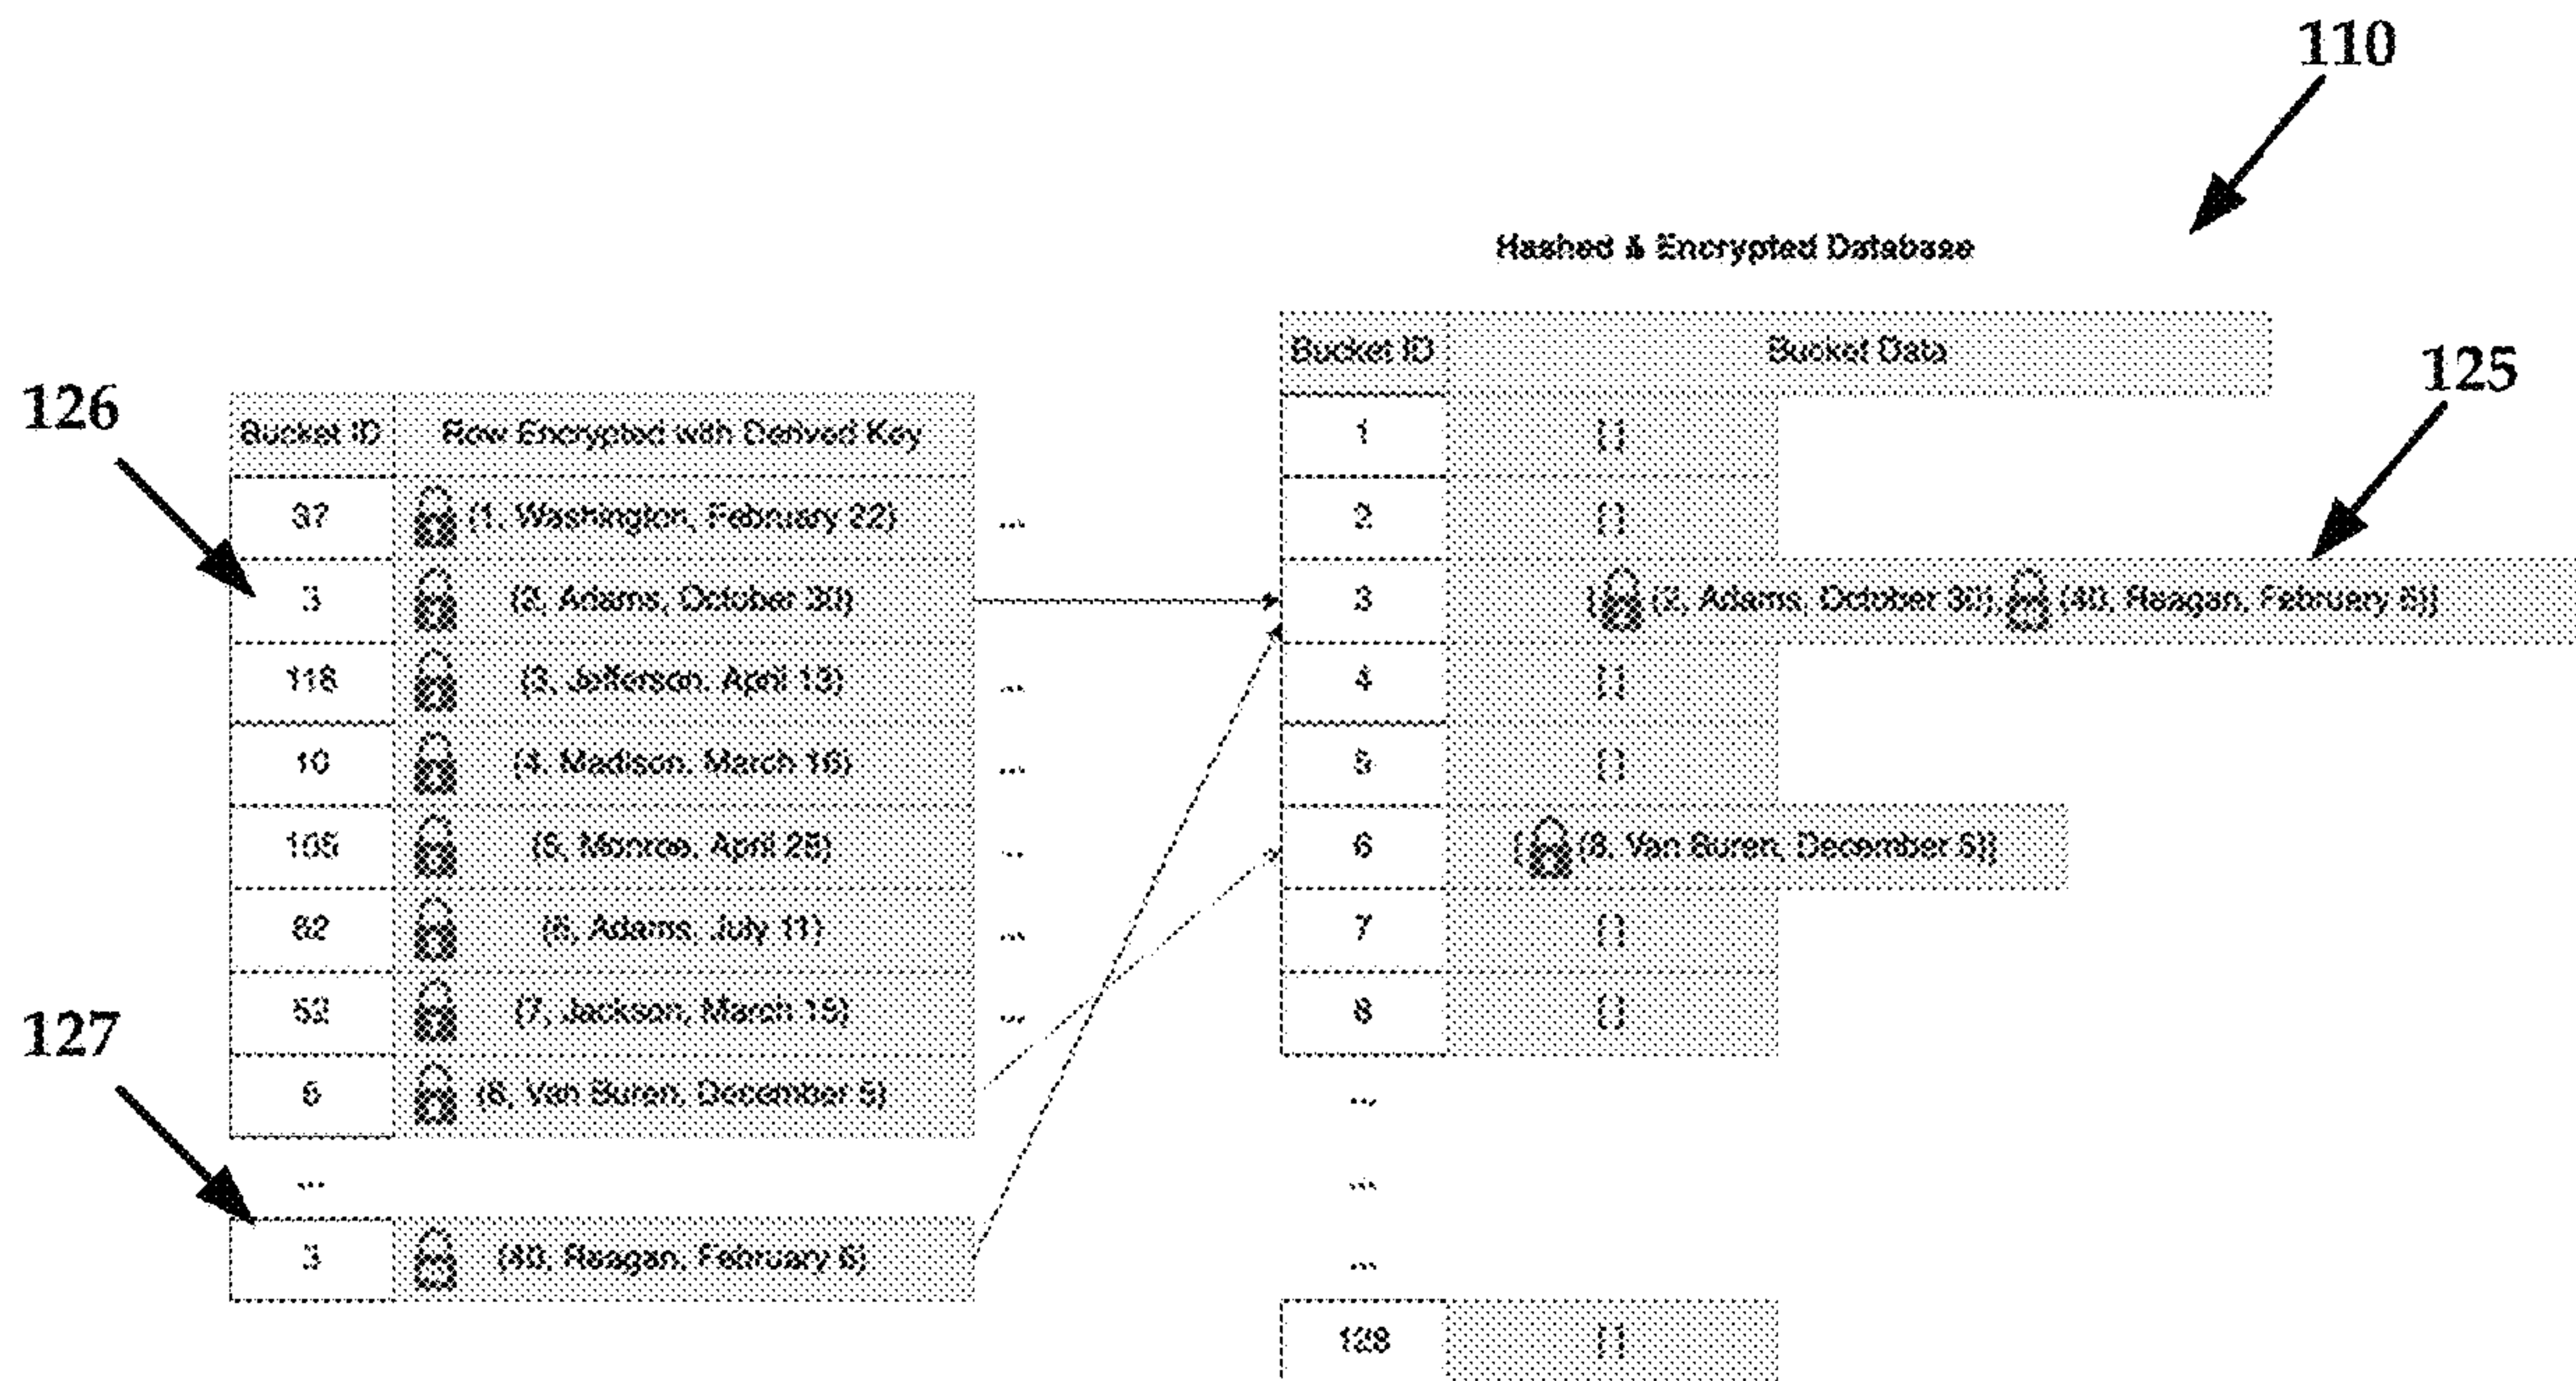 110
Hashed & Encrypted Database
Bucket ID Bucket Data
125
1 []
2 []
3 [(2, Adams, October 30), (40, Reagan, February 6)]
4 []
5 []
6 [(8, Van Buren, December 5)]
7 []
8 []
...
...
...
128 []
126
Bucket ID Row Encrypted with Derived Key
37 (1, Washington, February 22) ...
3 (2, Adams, October 30)
118 (3, Jefferson, April 13) ...
10 (4, Madison, March 16) ...
105 (5, Monroe, April 28) ...
82 (6, Adams, July 11) ...
52 (7, Jackson, March 15) ...
6 (8, Van Buren, December 5)
...
127
3 (40, Reagan, February 6)